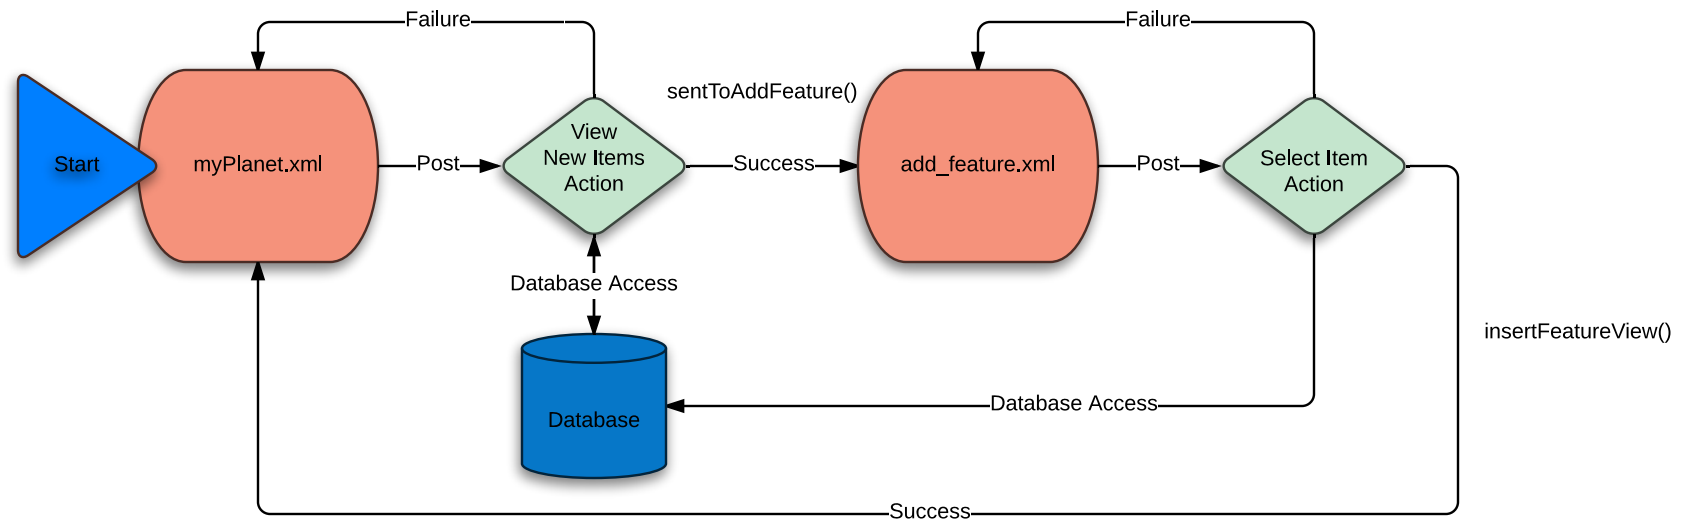 Failure
Failure
sentToAddFeature()
Start
myPlanet.xml
Post
View
New Items
Action
Success
add_feature.xml
Post
Select Item
Action
Database Access
insertFeatureView()
Database Access
Database
Success